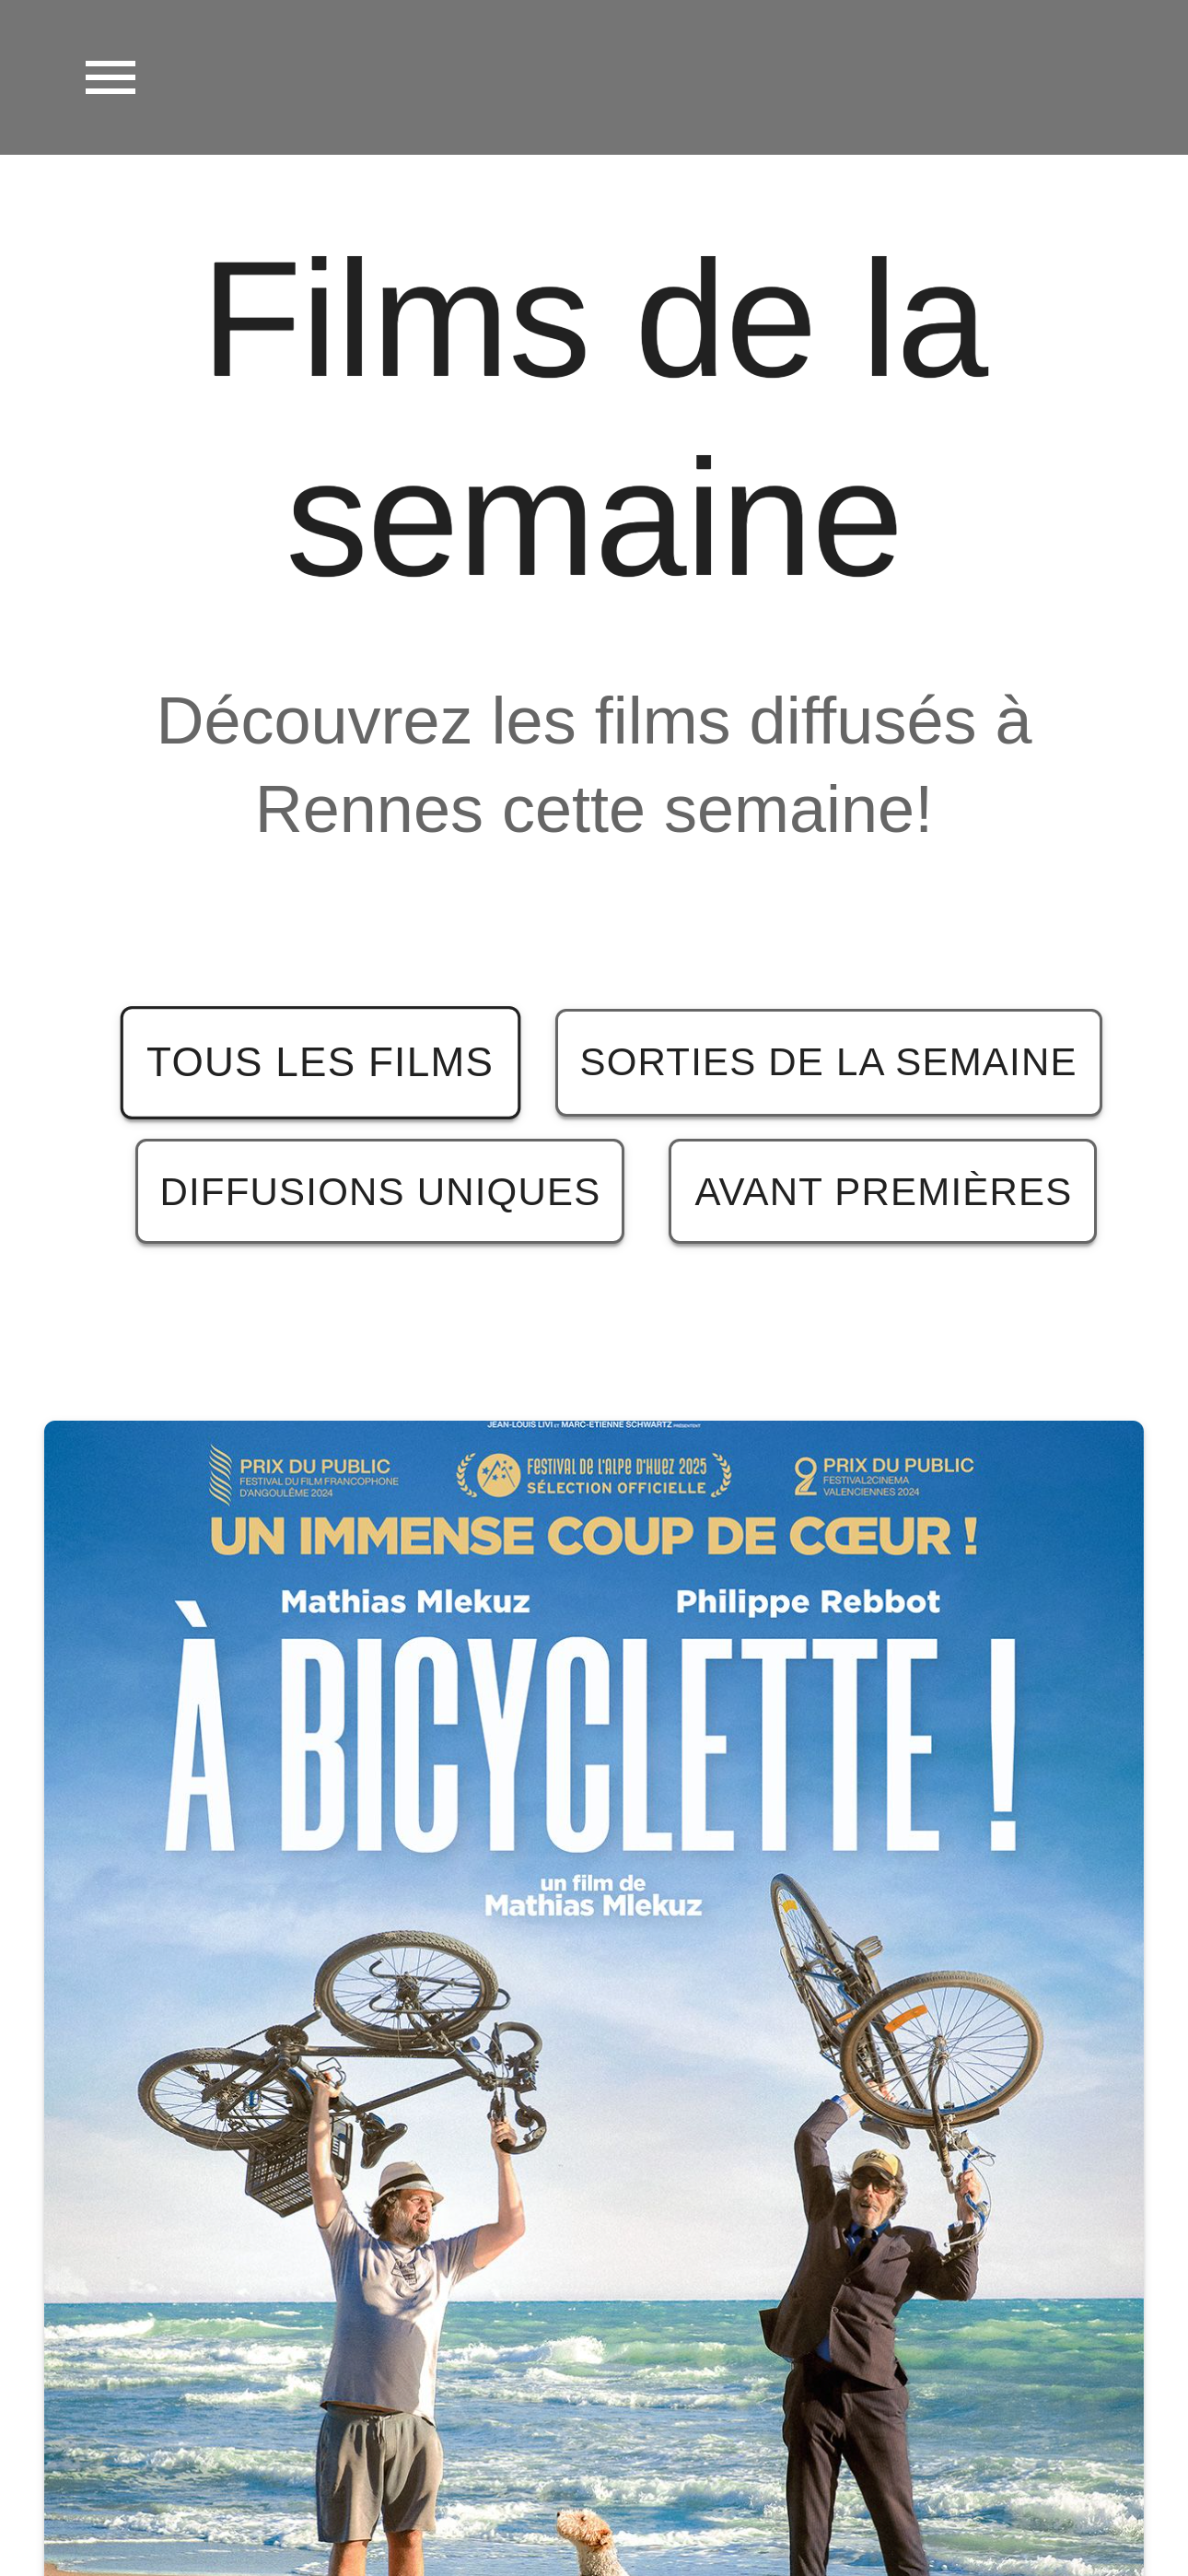 Films de la
semaine
Découvrez les films diffusés à
Rennes cette semaine!
TOUS LES FILMS
SORTIES DE LA SEMAINE
DIFFUSIONS UNIQUES
AVANT PREMIÈRES
JEAN-LOUIS LIVI ET MARC-ETIENNE SCHWARTZ PRÉSENTENT
PRIX DU PUBLIC
FESTIVAL DU FILM FRANCOPHONE
D'ANGOULÊME 2024
FESTIVAL DE L'ALPE D'HUEZ 2025
SÉLECTION OFFICIELLE
PRIX DU PUBLIC
FESTIVAL2CINEMA
VALENCIENNES 2024
UN IMMENSE COUP DE CŒUR !
Mathias Mlekuz
Philippe Rebbot
À BICYCLETTE !
un film de
Mathias Mlekuz